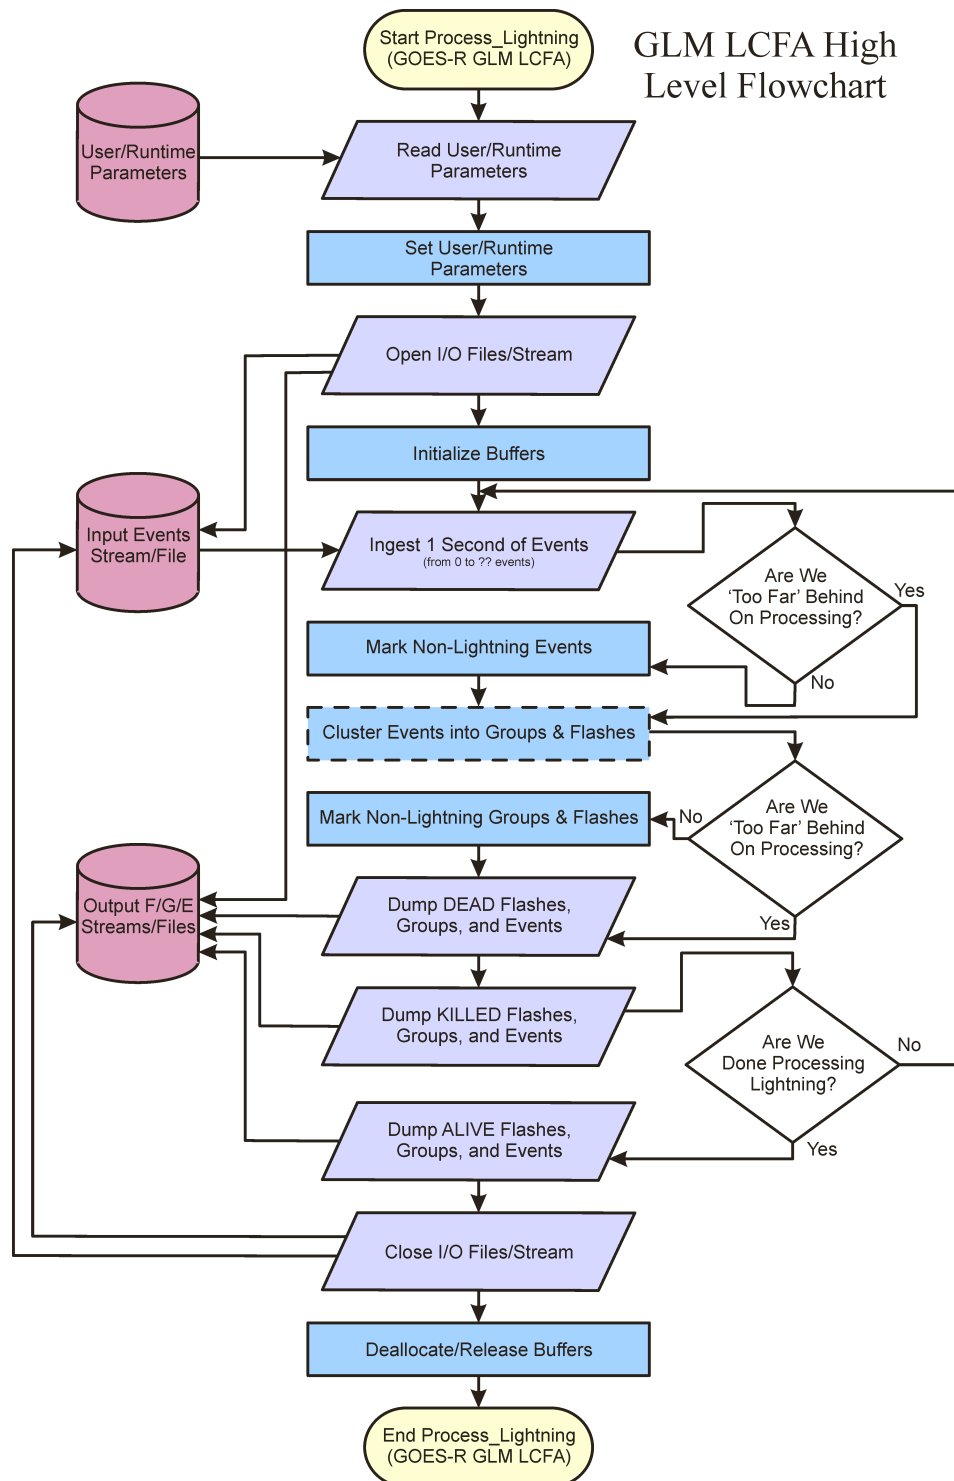 Start Process_Lightning
(GOES-R GLM LCFA)
GLM LCFA High
Level Flowchart
User/Runtime
Parameters
Read User/Runtime
Parameters
Set User/Runtime
Parameters
Open I/O Files/Stream
Initialize Buffers
Input Events
Stream/File
Ingest 1 Second of Events
(from 0 to ?? events)
Are We
‘Too Far’ Behind
On Processing?
Yes
No
Mark Non-Lightning Events
Cluster Events into Groups & Flashes
Are We
‘Too Far’ Behind
On Processing?
No
Yes
Mark Non-Lightning Groups & Flashes
Output F/G/E
Streams/Files
Dump DEAD Flashes,
Groups, and Events
Dump KILLED Flashes,
Groups, and Events
Are We
Done Processing
Lightning?
No
Yes
Dump ALIVE Flashes,
Groups, and Events
Close I/O Files/Stream
Deallocate/Release Buffers
End Process_Lightning
(GOES-R GLM LCFA)